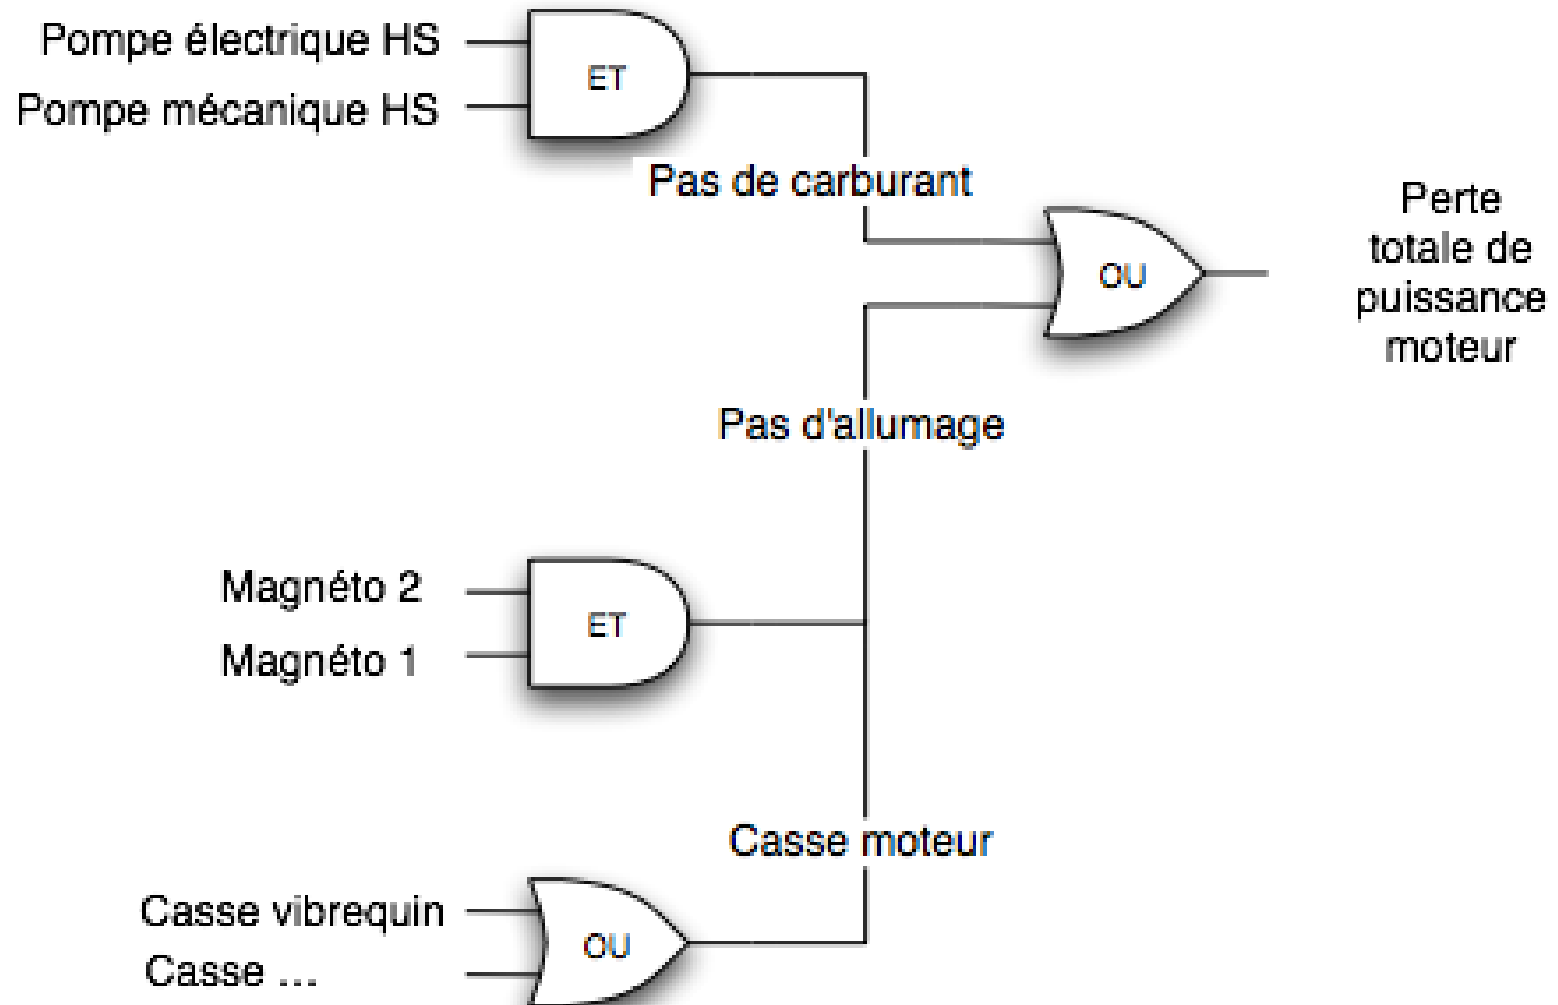 Pompe électrique HS
Pompe mécanique HS
ET
Pas de carburant
OU
Perte
totale de
puissance
moteur
Pas d'allumage
Magnéto 2
Magnéto 1
ET
Casse moteur
Casse vibrequin
Casse ...
OU